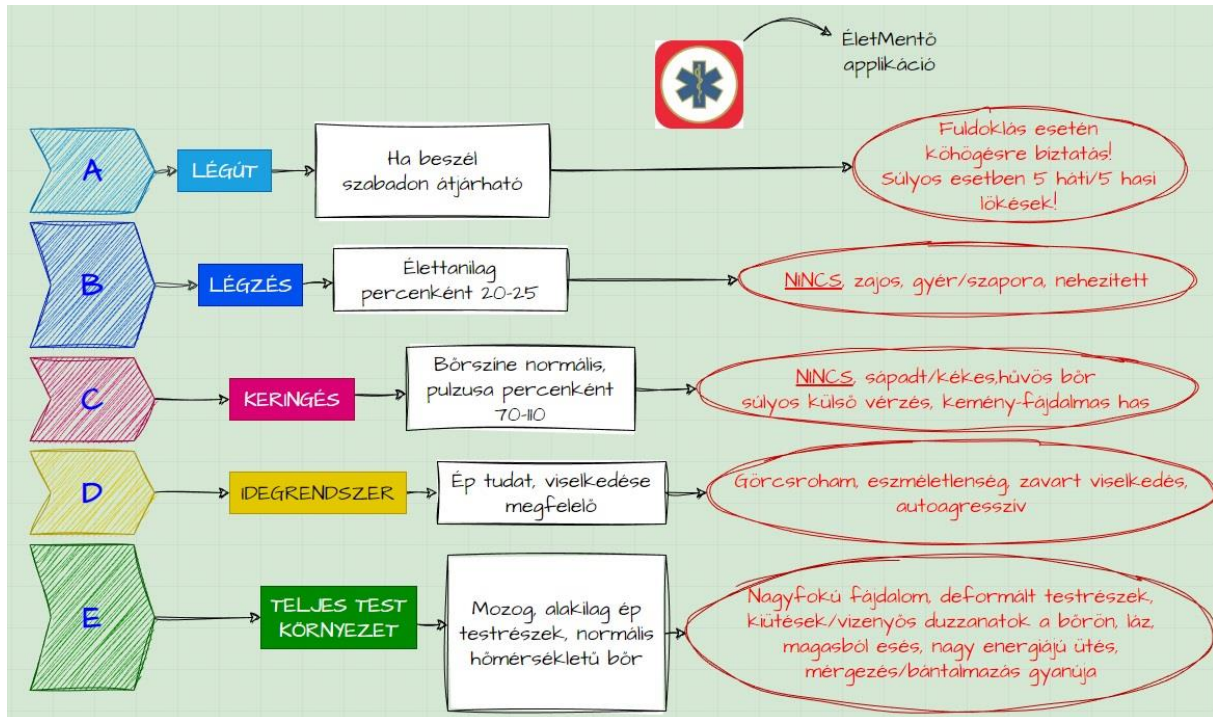 ÉletMentő
applikáció
A
LÉGÚT
Ha beszél
szabadon átjárható
Fuldoklás esetén
köhögésre biztatás!
Súlyos esetben 5 háti/5 hasi
lökések!
B
LÉGZÉS
Élettanilag
percenként 20-25
NINCS, zajos, gyér/szapora, nehezített
C
KERINGÉS
Bőrszíne normális,
pulzusa percenként
70-110
NINCS, sápadt/kékes,hűvös bőr
súlyos külső vérzés, kemény-fájdalmas has
D
IDEGRENDSZER
Ép tudat, viselkedése
megfelelő
Görcsroham, eszméletlenség, zavart viselkedés,
autoagresszív
E
TELJES TEST
KÖRNYEZET
Mozog, alakilag ép
testrészek, normális
hőmérsékletű bőr
Nagyfokú fájdalom, deformált testrészek,
kiütések/vizenyős duzzanatok a bőrön, láz,
magasból esés, nagy energiájú ütés,
mérgezés/bántalmazás gyanúja